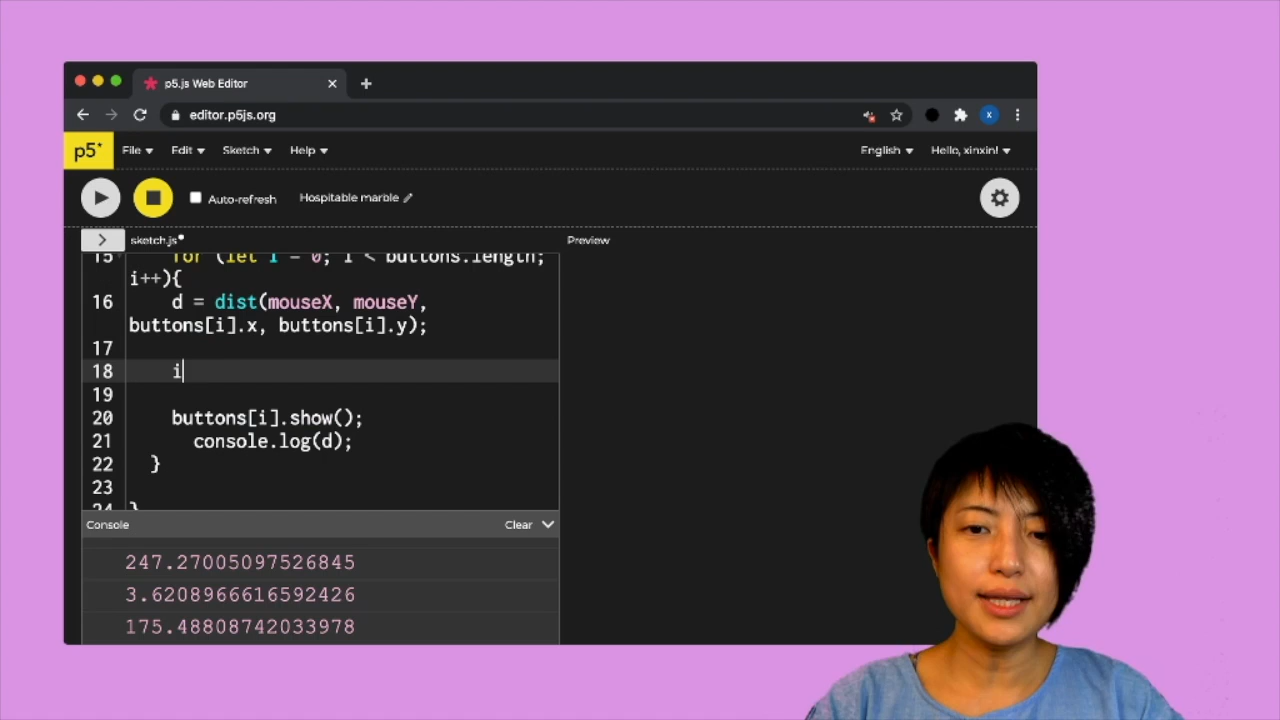 p5.js Web Editor
editor.p5js.org
x
p5* File Edit Sketch Help English Hello, xinxin!
Auto-refresh Hospitable marble
sketch.js Preview
15 for (let i = 0; i < buttons.length;
i++){
16 d = dist(mouseX, mouseY,
buttons[i].x, buttons[i].y);
17
18 i
19
20 buttons[i].show();
21 console.log(d);
22 }
23
24 }
Console Clear
247.27005097526845
3.6208966616592426
175.48808742033978